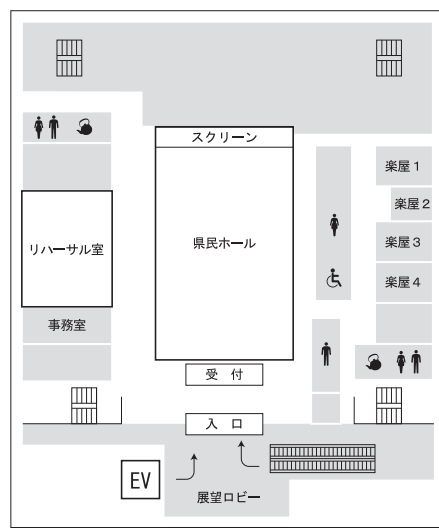 スクリーン
楽屋1
楽屋2
リハーサル室
県民ホール
楽屋3
楽屋4
事務室
受 付
入 口
EV
展望ロビー